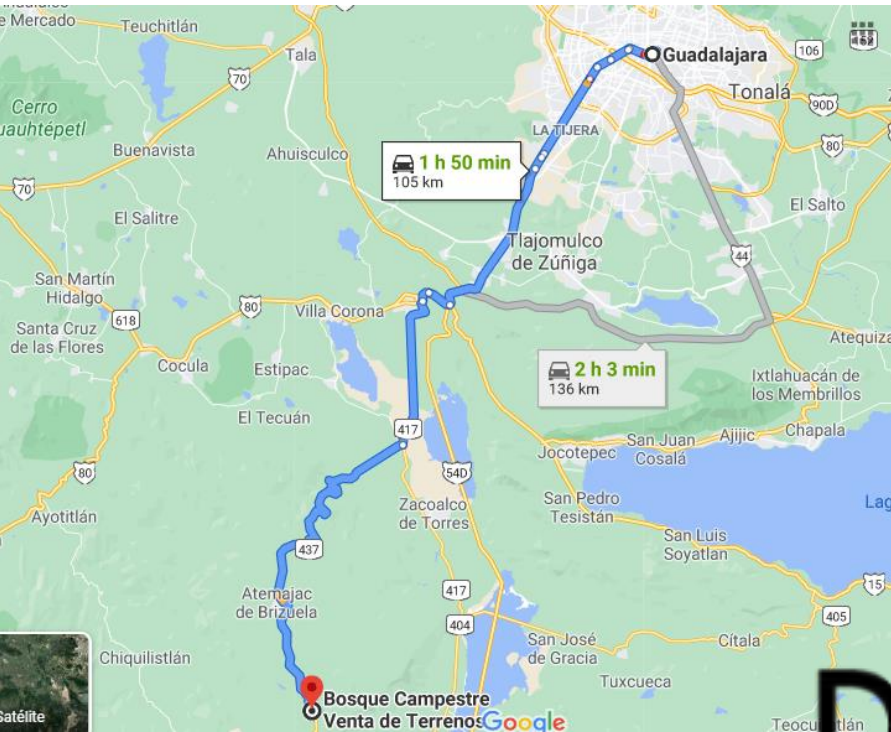 de Mercado
Teuchitlán
Tala
70
Guadalajara
106
Tonalá
90D
Cerro
LA TIJERA
Buenavista
Ahuisculco
80
1 h 50 min
105 km
70
El Salto
El Salitre
Tlajomulco
de Zúñiga
44
San Martín
Hidalgo
80
Villa Corona
618
Santa Cruz
de las Flores
Cocula
Estipac
2 h 3 min
136 km
Ixtlahuacán de
los Membrillos
El Tecuán
417
Ajijic
Chapala
San Juan
Cosalá
Jocotepec
80
54D
Zacoalco
de Torres
San Pedro
Tesistán
Ayotitlán
San Luis
Soyatlan
437
Atemajac
de Brizuela
417
15
405
404
San José
de Gracia
Cítala
Chiquilistlán
Tuxcueca
Bosque Campestre
Venta de Terrenos
Google
Satélite